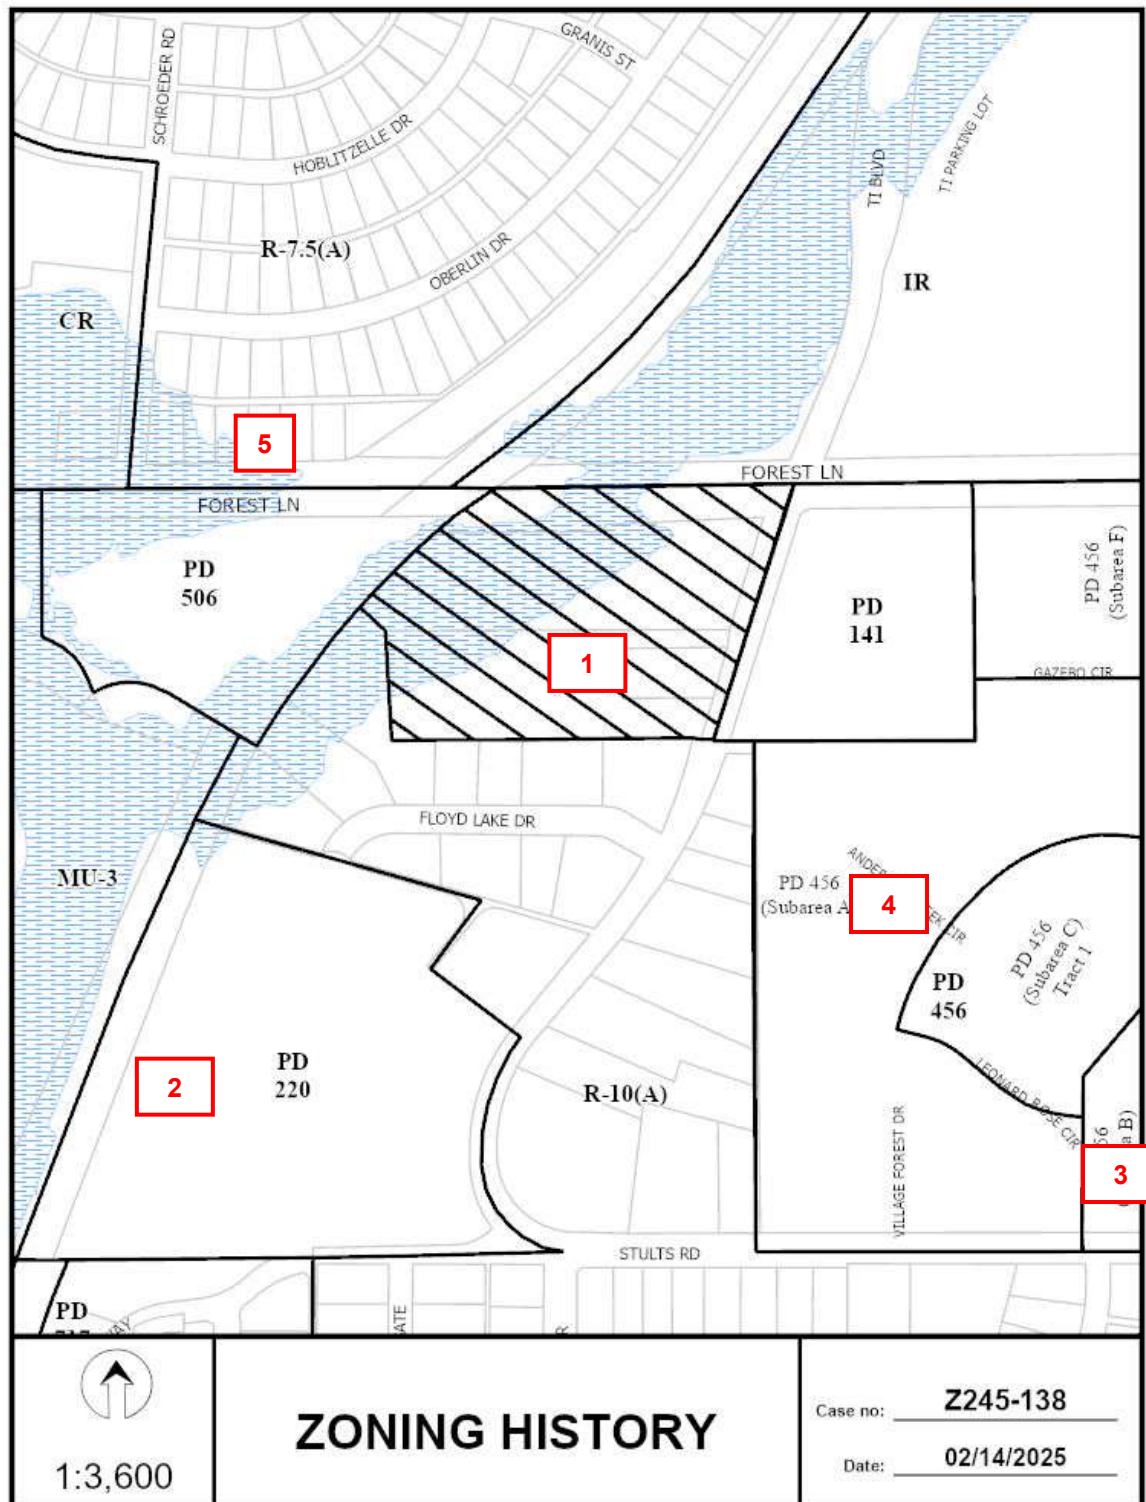 SCHROEDER RD
GRANIS ST
HOBLITZELLE DR
TI BLVD
TI PARKING LOT
R-7.5(A)
OBERLIN DR
IR
CR
5
FOREST LN
FOREST LN
PD
506
PD
141
PD 456
(Subarea F)
1
GAZEBO CIR
FLOYD LAKE DR
MU-3
PD 456
(Subarea A
4
PD
456
PD 456
(Subarea C)
Tract 1
2
PD
220
R-10(A)
LEONARD ROSE CIR
VILLAGE FOREST DR
3
STULTS RD
PD
1:3,600
ZONING HISTORY
Case no: Z245-138
Date: 02/14/2025